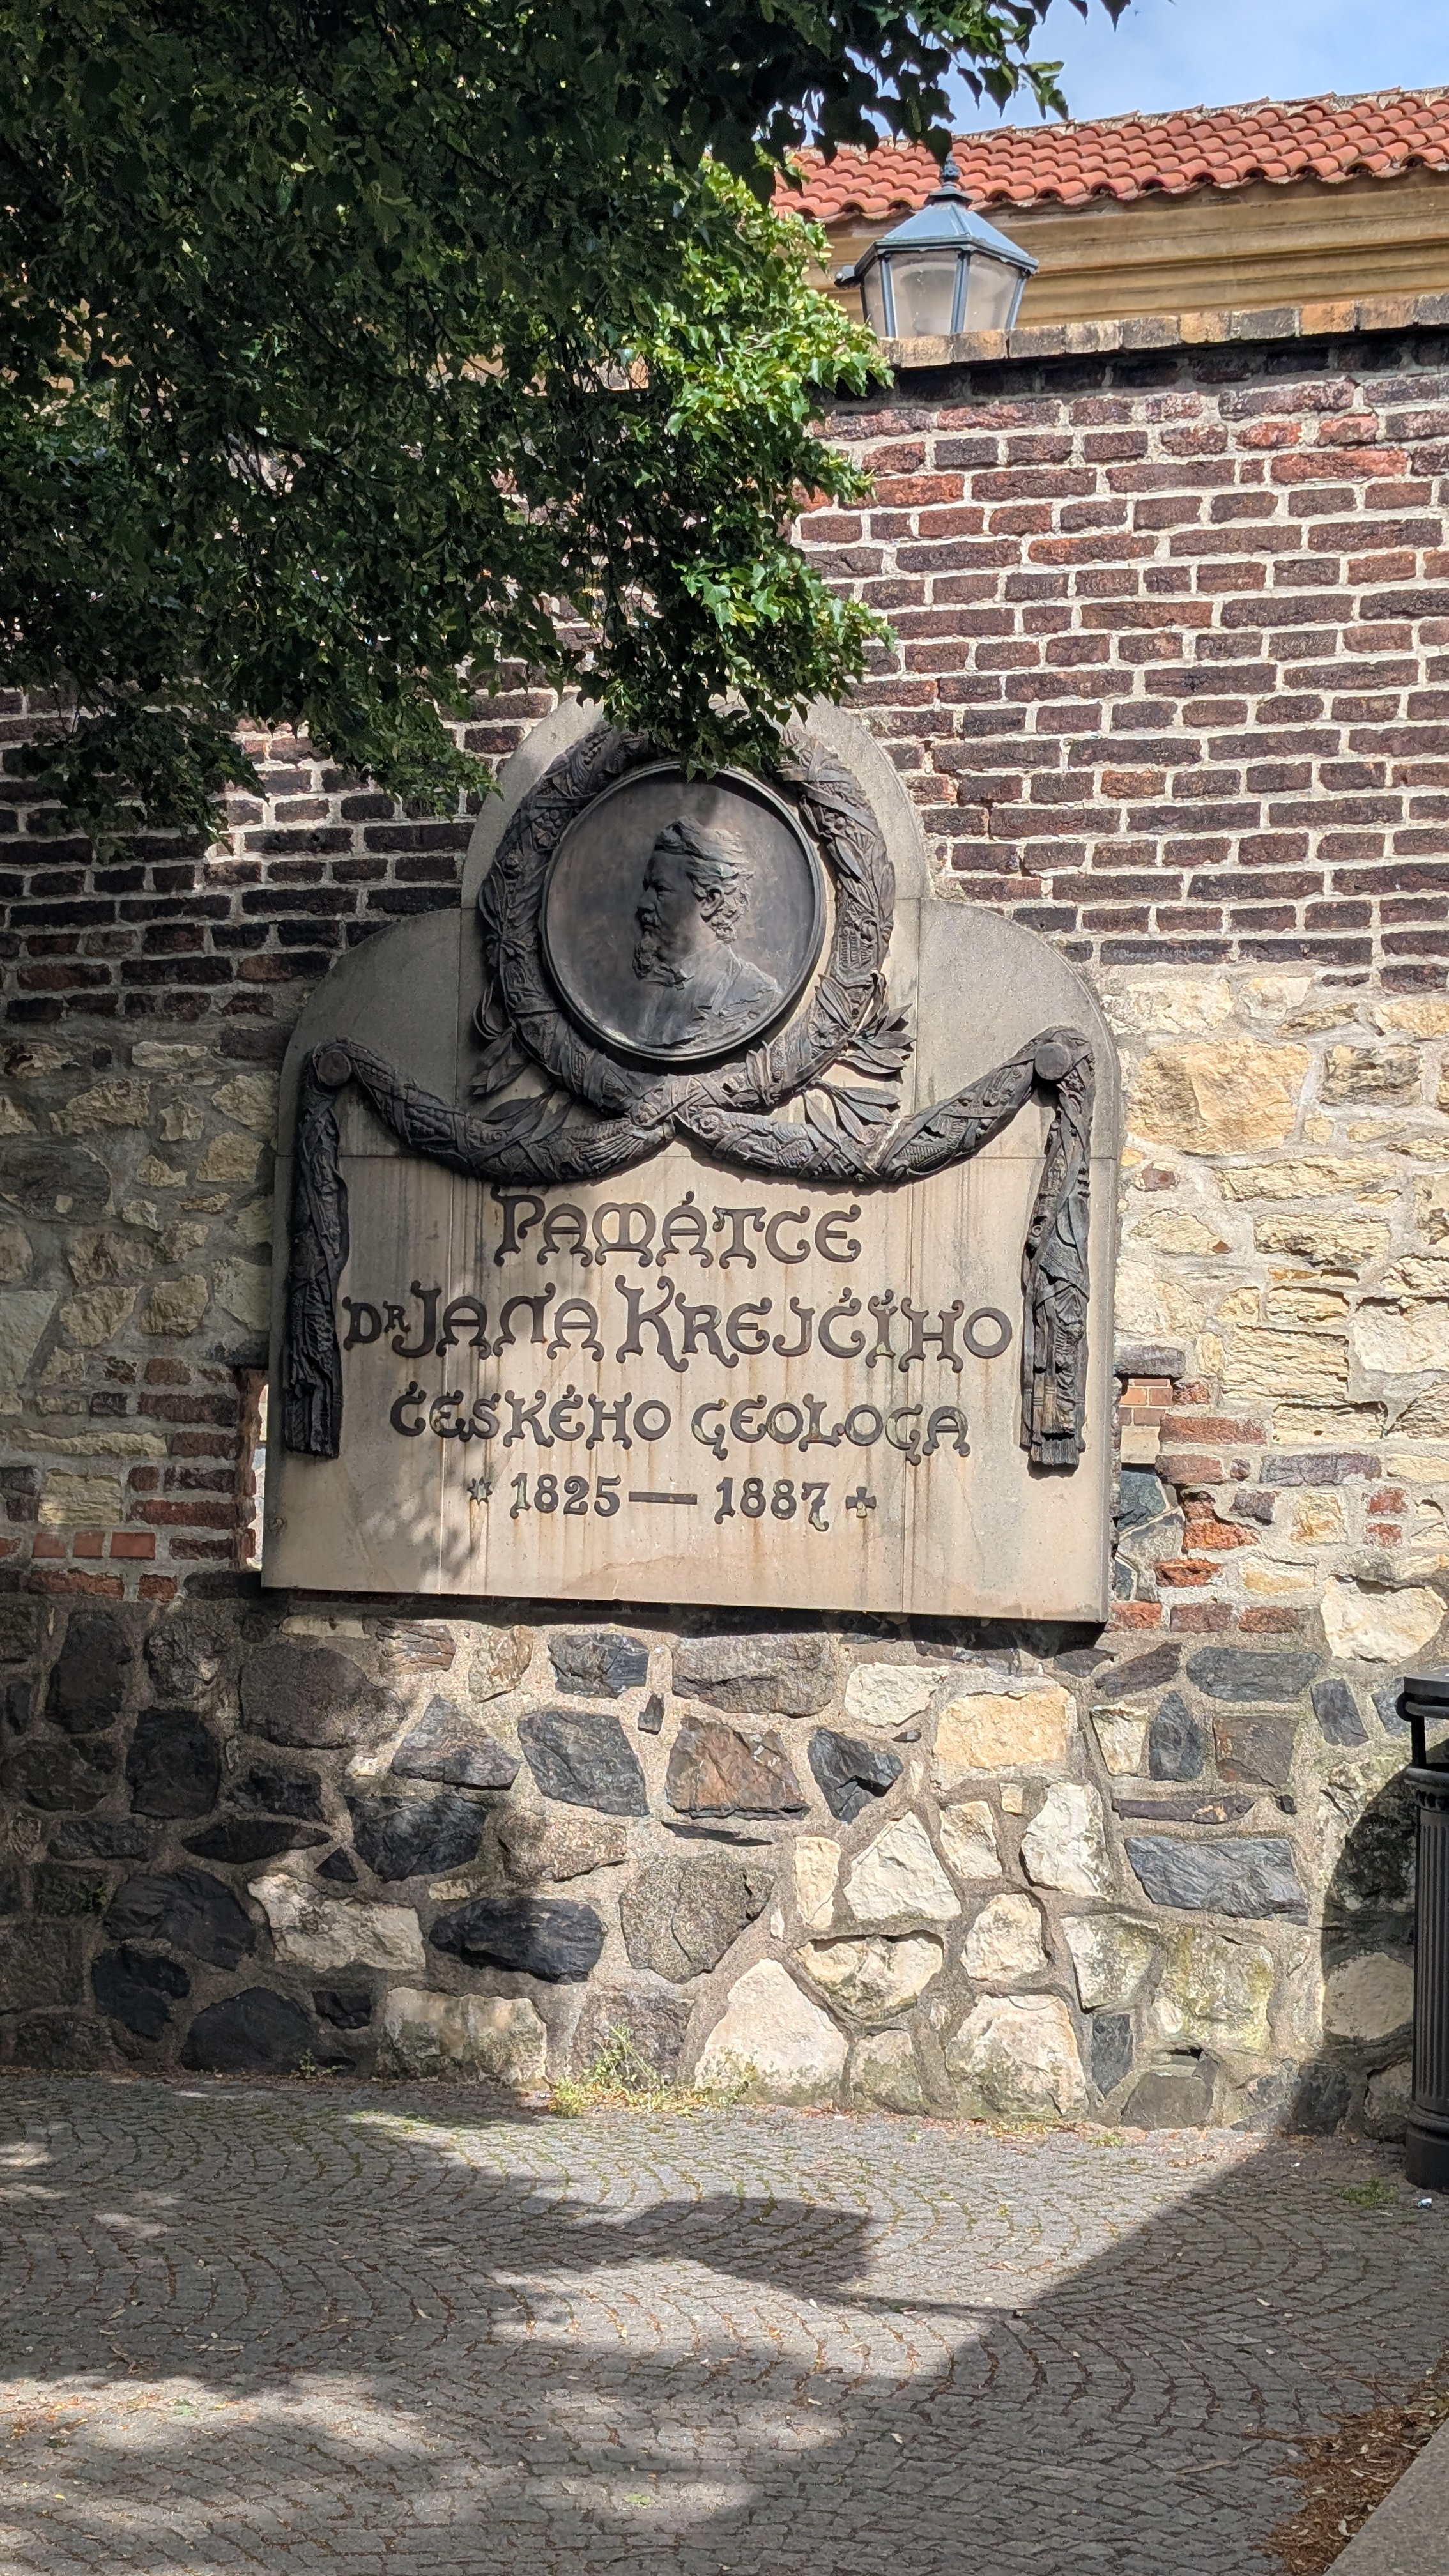 PAMÁTCE
DR JANA KREJČÍHO
ČESKÉHO GEOLOGA
* 1825 — 1887 +